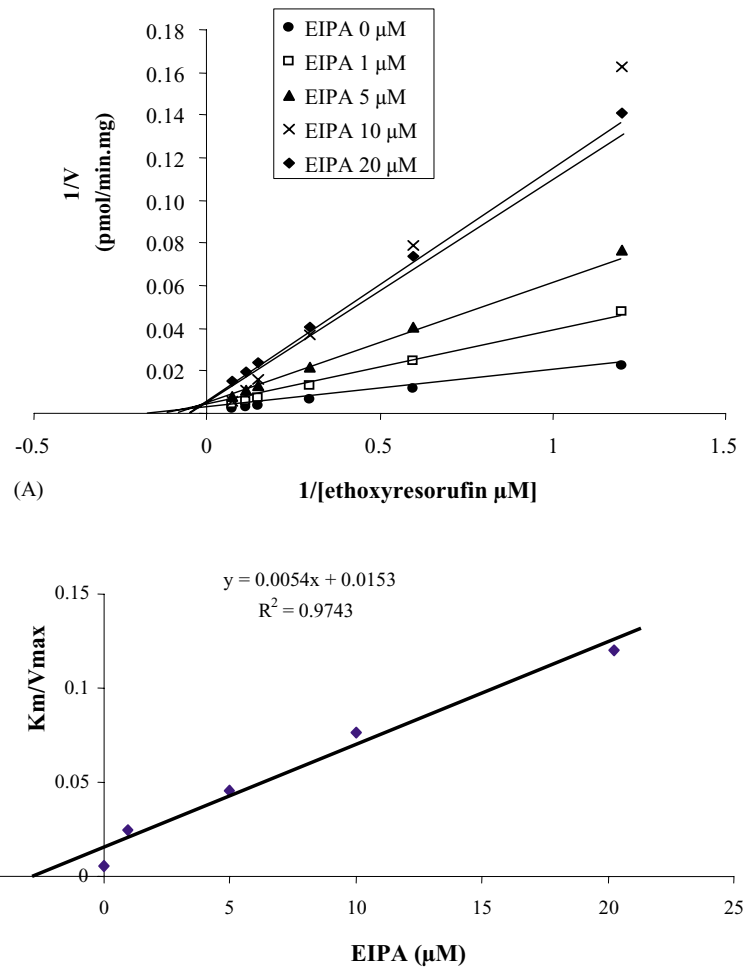 EIPA 0 µM
EIPA 1 µM
EIPA 5 µM
EIPA 10 µM
EIPA 20 µM
0.18
0.16
0.14
0.12
0.10
0.08
0.06
0.04
0.02
1/V
(pmol/min.mg)
-0.5 0 0.5 1 1.5
(A)
1/[ethoxyresorufin µM]
y = 0.0054x + 0.0153
R² = 0.9743
0.15
0.1
0.05
0
Km/Vmax
0 5 10 15 20 25
EIPA (µM)